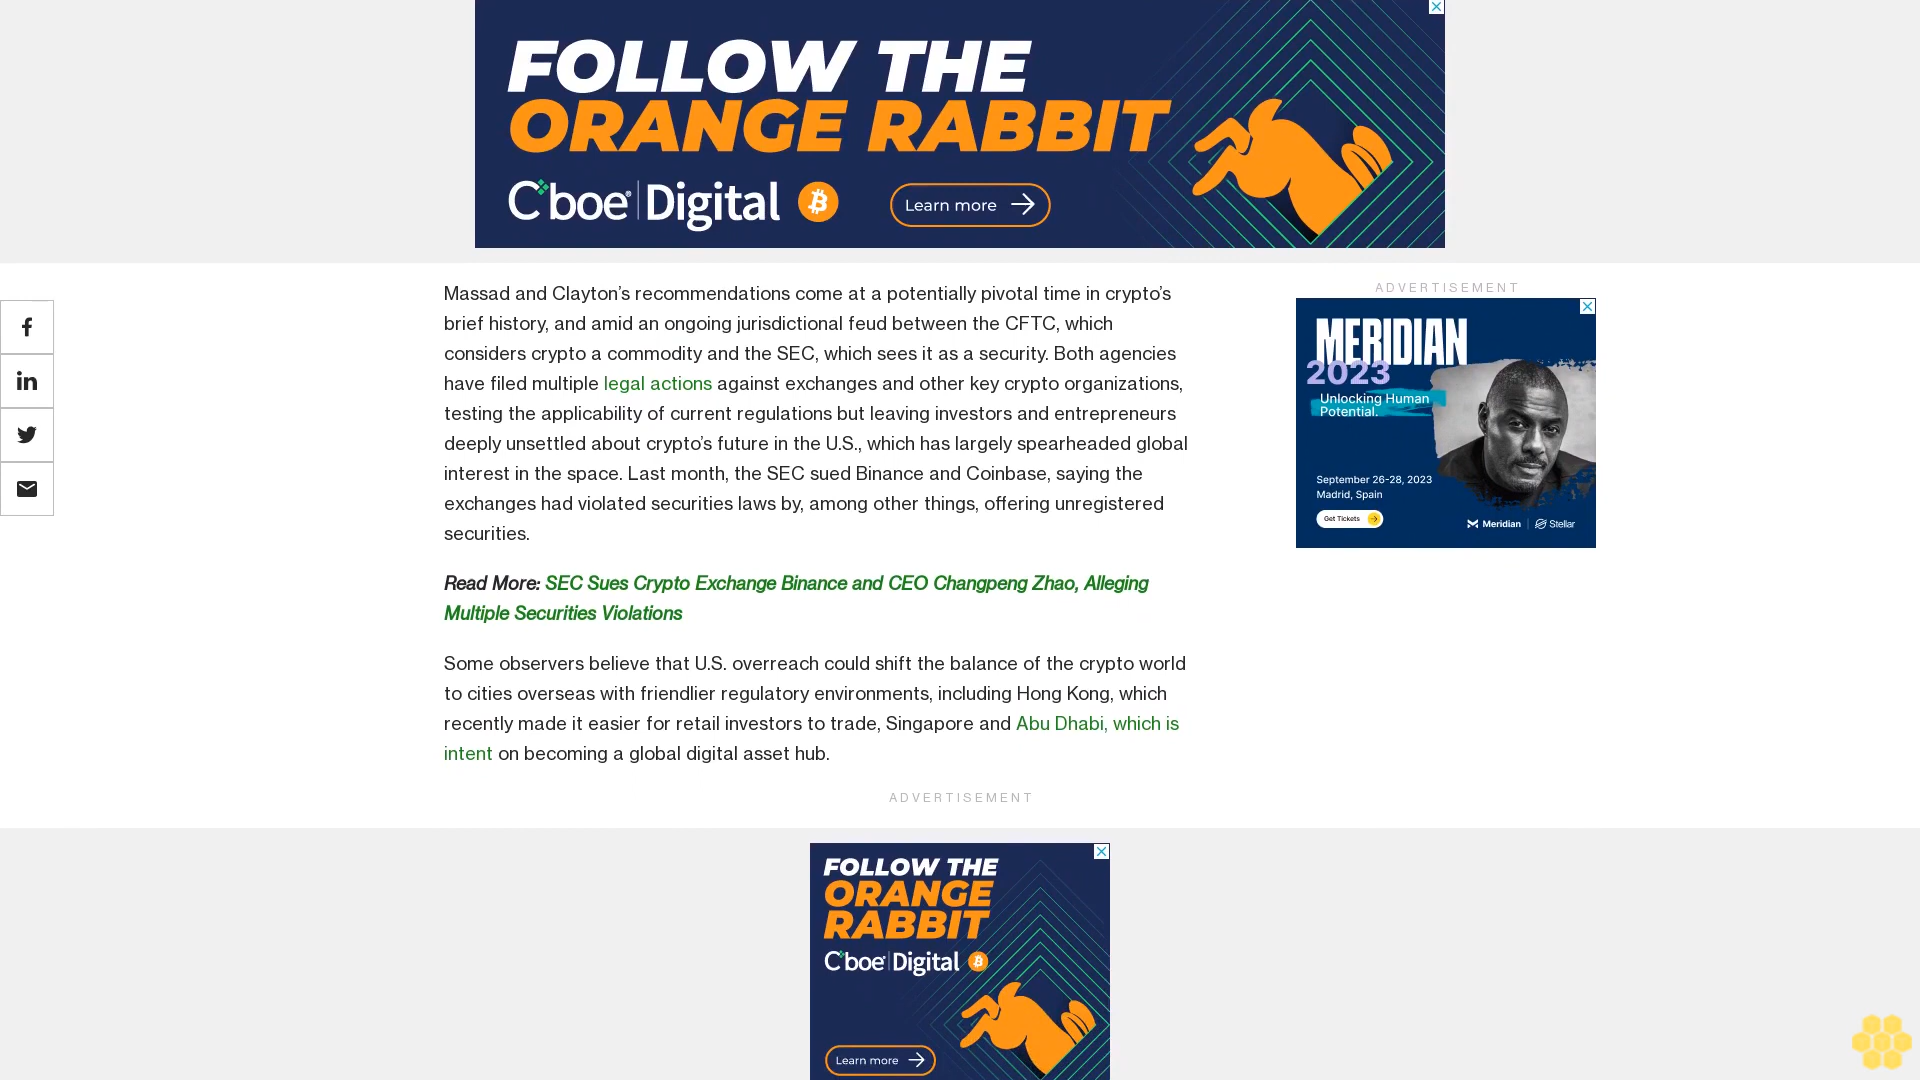 FOLLOW THE
ORANGE RABBIT
Cboe® Digital
Learn more
Massad and Clayton’s recommendations come at a potentially pivotal time in crypto’s
brief history, and amid an ongoing jurisdictional feud between the CFTC, which
considers crypto a commodity and the SEC, which sees it as a security. Both agencies
have filed multiple legal actions against exchanges and other key crypto organizations,
testing the applicability of current regulations but leaving investors and entrepreneurs
deeply unsettled about crypto’s future in the U.S., which has largely spearheaded global
interest in the space. Last month, the SEC sued Binance and Coinbase, saying the
exchanges had violated securities laws by, among other things, offering unregistered
securities.
Read More: SEC Sues Crypto Exchange Binance and CEO Changpeng Zhao, Alleging
Multiple Securities Violations
Some observers believe that U.S. overreach could shift the balance of the crypto world
to cities overseas with friendlier regulatory environments, including Hong Kong, which
recently made it easier for retail investors to trade, Singapore and Abu Dhabi, which is
intent on becoming a global digital asset hub.
ADVERTISEMENT
MERIDIAN
2023
Unlocking Human
Potential.
September 26-28, 2023
Madrid, Spain
Get Tickets
Meridian
Stellar
ADVERTISEMENT
FOLLOW THE
ORANGE
RABBIT
Cboe Digital
Learn more